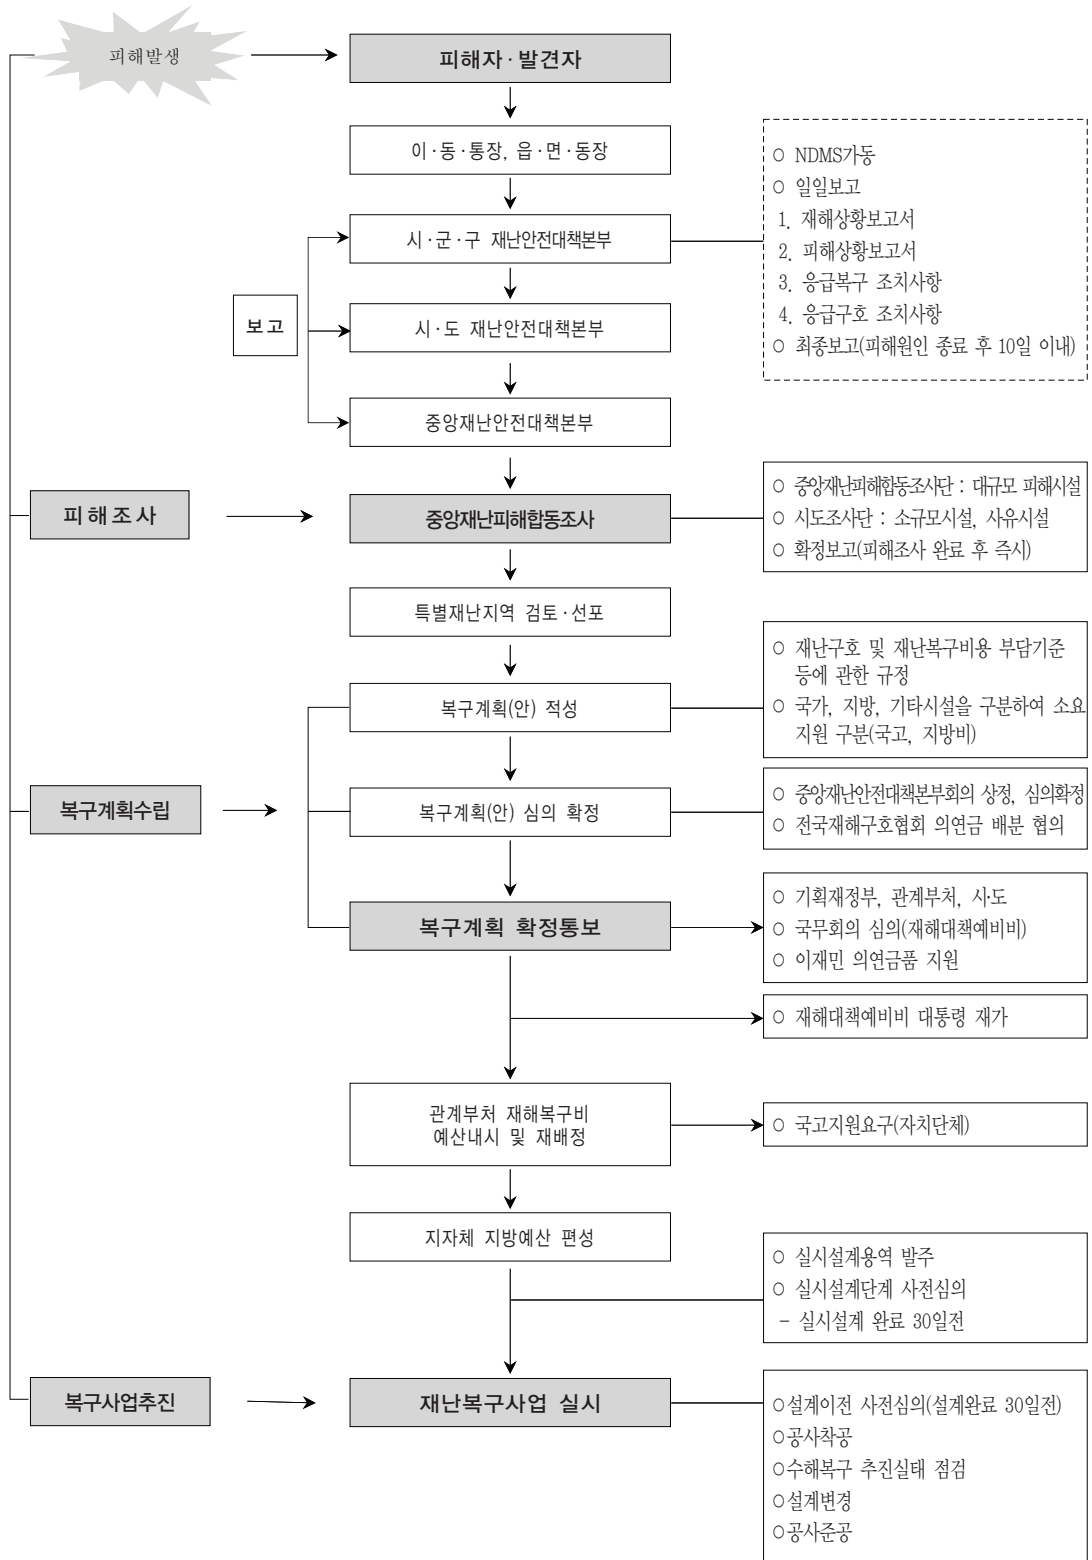 피해발생
피해자·발견자
이·동·통장, 읍·면·동장
시·군·구 재난안전대책본부
○ NDMS가동
○ 일일보고
1. 재해상황보고서
2. 피해상황보고서
3. 응급복구 조치사항
4. 응급구호 조치사항
○ 최종보고(피해원인 종료 후 10일 이내)
보고
시·도 재난안전대책본부
중앙재난안전대책본부
피해조사
중앙재난피해합동조사
○ 중앙재난피해합동조사단 : 대규모 피해시설
○ 시도조사단 : 소규모시설, 사유시설
○ 확정보고(피해조사 완료 후 즉시)
특별재난지역 검토·선포
복구계획(안) 적성
○ 재난구호 및 재난복구비용 부담기준
등에 관한 규정
○ 국가, 지방, 기타시설을 구분하여 소요
지원 구분(국고, 지방비)
복구계획수립
복구계획(안) 심의 확정
○ 중앙재난안전대책본부회의 상정, 심의확정
○ 전국재해구호협회 의연금 배분 협의
복구계획 확정통보
○ 기획재정부, 관계부처, 시·도
○ 국무회의 심의(재해대책예비비)
○ 이재민 의연금품 지원
○ 재해대책예비비 대통령 재가
관계부처 재해복구비
예산내시 및 재배정
○ 국고지원요구(자치단체)
지자체 지방예산 편성
○ 실시설계용역 발주
○ 실시설계단계 사전심의
- 실시설계 완료 30일전
복구사업추진
재난복구사업 실시
○설계이전 사전심의(설계완료 30일전)
○공사착공
○수해복구 추진실태 점검
○설계변경
○공사준공